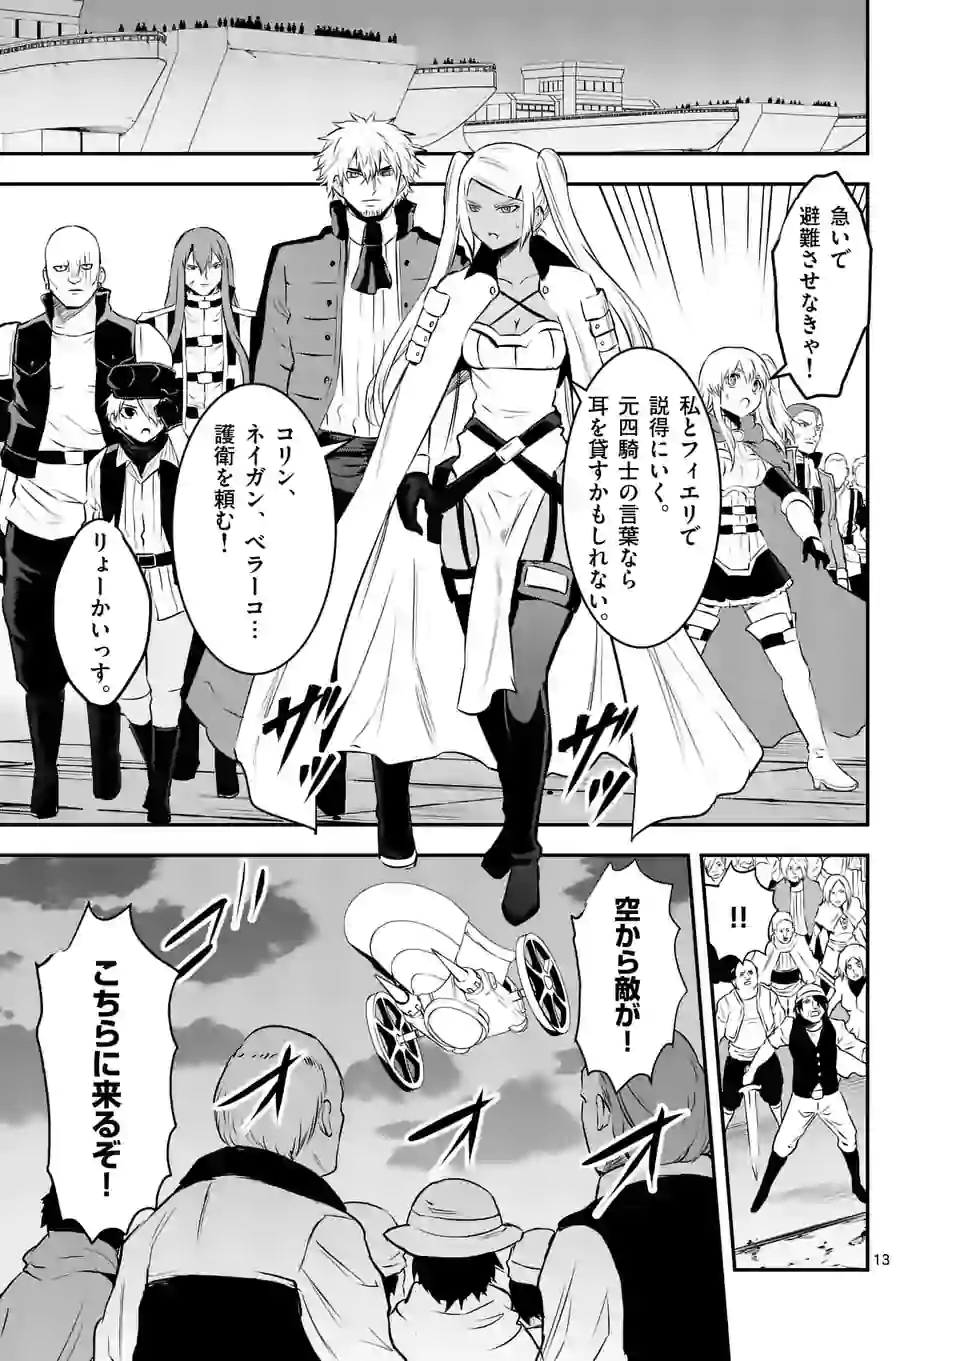 急いで
避難させなきゃ！
私とフィエリで
説得にいく。
元四騎士の言葉なら
耳を貸すかもしれない。
コリン、
ネイガン、ベラーコ…
護衛を頼む！
りょーかいっす。
ザッ
ザッ
!!
空から敵が！
ゴゴ
こちらに来るぞ！
オオオ
13